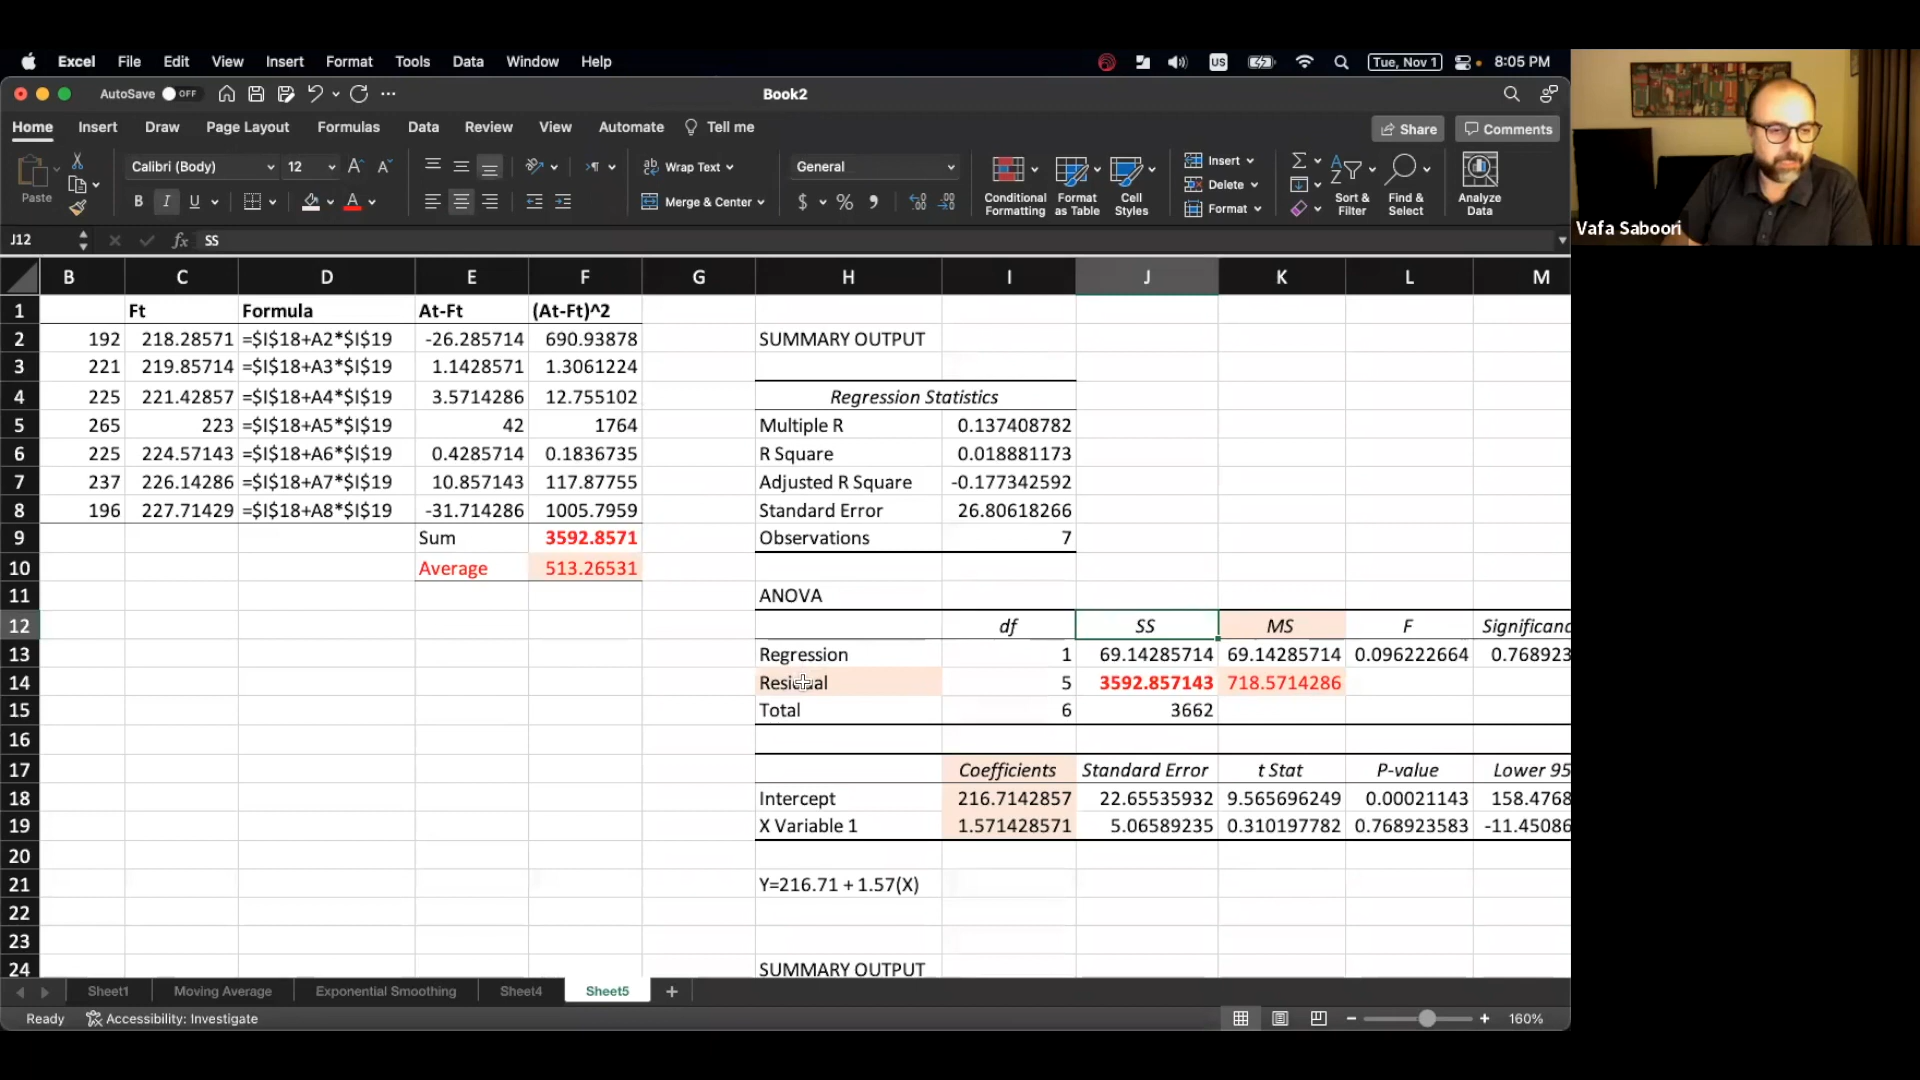 Excel File Edit View Insert Format Tools Data Window Help US Tue, Nov 1 8:05 PM
AutoSave OFF ... Book2
Home Insert Draw Page Layout Formulas Data Review View Automate Tell me Share Comments
Paste Calibri (Body) 12 A A Wrap Text General Conditional Formatting Format as Table Cell Styles Insert Delete Format Sort & Filter Find & Select Analyze Data
B I U A Merge & Center $ % 9
J12 fx SS
B C D E F G H I J K L M
1 Ft Formula At-Ft (At-Ft)^2
2 192 218.28571 =$I$18+A2*$I$19 -26.285714 690.93878 SUMMARY OUTPUT
3 221 219.85714 =$I$18+A3*$I$19 1.1428571 1.3061224
4 225 221.42857 =$I$18+A4*$I$19 3.5714286 12.755102 Regression Statistics
5 265 223 =$I$18+A5*$I$19 42 1764 Multiple R 0.137408782
6 225 224.57143 =$I$18+A6*$I$19 0.4285714 0.1836735 R Square 0.018881173
7 237 226.14286 =$I$18+A7*$I$19 10.857143 117.87755 Adjusted R Square -0.177342592
8 196 227.71429 =$I$18+A8*$I$19 -31.714286 1005.7959 Standard Error 26.80618266
9 Sum 3592.8571 Observations 7
10 Average 513.26531
11 ANOVA
12 df SS MS F Significanc
13 Regression 1 69.14285714 69.14285714 0.096222664 0.768923
14 Residual 5 3592.857143 718.5714286
15 Total 6 3662
16
17 Coefficients Standard Error t Stat P-value Lower 95
18 Intercept 216.7142857 22.65535932 9.565696249 0.00021143 158.4768
19 X Variable 1 1.571428571 5.06589235 0.310197782 0.768923583 -11.45086
20
21 Y=216.71 + 1.57(X)
22
23
24 SUMMARY OUTPUT
Sheet1 Moving Average Exponential Smoothing Sheet4 Sheet5 +
Ready Accessibility: Investigate − + 160%
Vafa Saboori